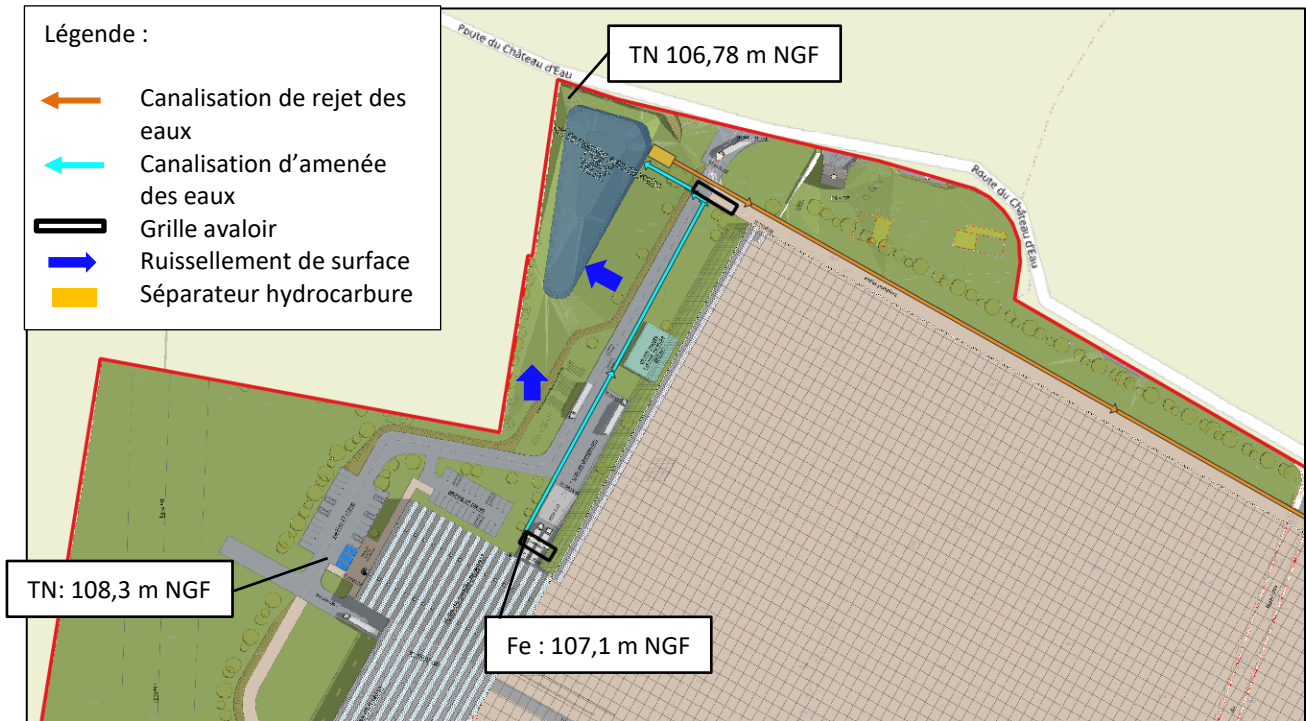 Légende :
Canalisation de rejet des
eaux
Canalisation d'amenée
des eaux
Grille avaloir
Ruissellement de surface
Séparateur hydrocarbure
Route du Château d'Eau
TN 106,78 m NGF
Route du Château d'Eau
TN: 108,3 m NGF
Fe : 107,1 m NGF